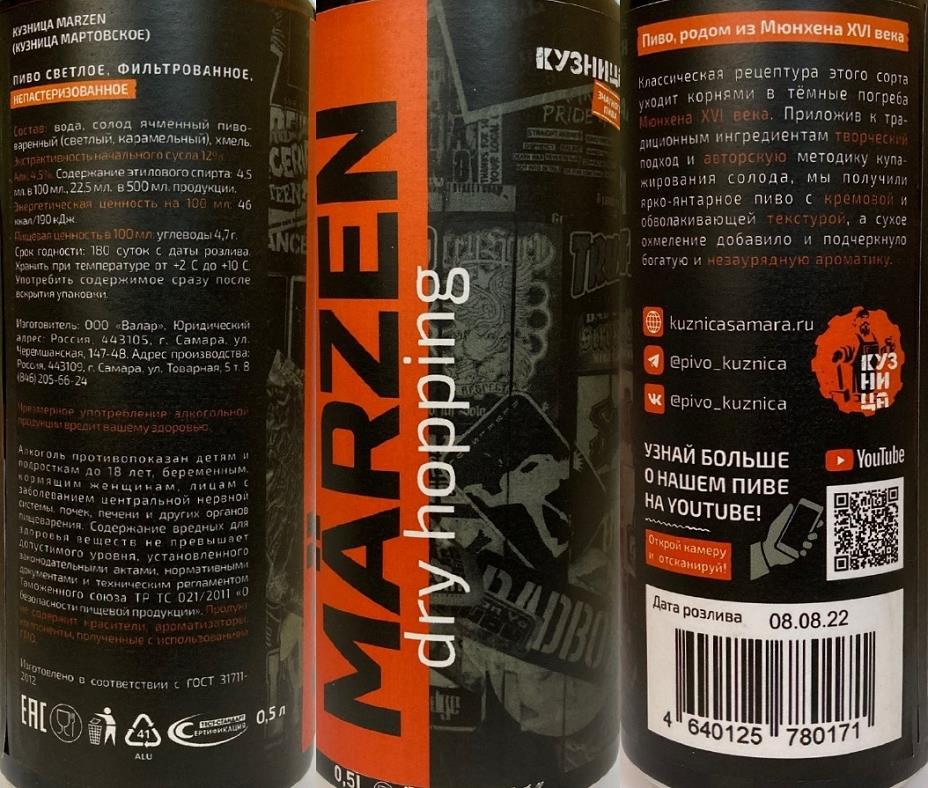 КУЗНИЦА MARZEN
(КУЗНИЦА МАРТОВСКОЕ)
ПИВО СВЕТЛОЕ, ФИЛЬТРОВАННОЕ,
НЕПАСТЕРИЗОВАННОЕ
Состав: вода, солод ячменный пиво-
варенный (светлый, карамельный), хмель.
Экстрактивность начального сусла 12%
Алк. 4,5%. Содержание этилового спирта: 4,5
мл. в 100 мл., 22,5 мл. в 500 мл. продукции.
Энергетическая ценность на 100 мл: 46
ккал/190 кДж.
Пищевая ценность в 100 мл: углеводы 4,7 г.
Срок годности: 180 суток с даты розлива.
Хранить при температуре от +2 С до +10 С.
Употребить содержимое сразу после
вскрытия упаковки.
Изготовитель: ООО «Валар». Юридический
адрес: Россия, 443105, г. Самара, ул.
Черемшанская, 147-48. Адрес производства:
Россия, 443109, г. Самара, ул. Товарная, 5 т. 8
(846) 205-66-24
Чрезмерное употребление алкогольной
продукции вредит вашему здоровью.
Алкоголь противопоказан детям и
подросткам до 18 лет, беременным,
кормящим женщинам, лицам с
заболеванием центральной нервной
системы, почек, печени и других органов
пищеварения. Содержание вредных для
здоровья веществ не превышает
допустимого уровня, установленного
законодательными актами, нормативными
документами и техническим регламентом
Таможенного союза ТР ТС 021/2011 «О
безопасности пищевой продукции». Продукт
не содержит красители, ароматизаторы,
компоненты, полученные с использованием
ГМО.
Изготовлено в соответствии с ГОСТ 31711-
2012
EAC
41
ALU
ТЕСТ-СТАНДАРТ
СЕРТИФИКАЦИЯ
0,5 л
MÄRZEN
dry hopping
КУЗНИЦ
PRIDE
0,5l
Пиво, родом из Мюнхена XVI века
Классическая рецептура этого сорта
уходит корнями в тёмные погреба
Мюнхена XVI века. Приложив к тра-
диционным ингредиентам творческий
подход и авторскую методику купа-
жирования солода, мы получили
ярко-янтарное пиво с кремовой и
обволакивающей текстурой, а сухое
охмеление добавило и подчеркнуло
богатую и незаурядную ароматику.
kuznicasamara.ru
@pivo_kuznica
@pivo_kuznica
КУЗ
НИ
ЦА
УЗНАЙ БОЛЬШЕ
О НАШЕМ ПИВЕ
НА YOUTUBE!
YouTube
Открой камеру
и отсканируй!
Дата розлива 08.08.22
4 640125 780171